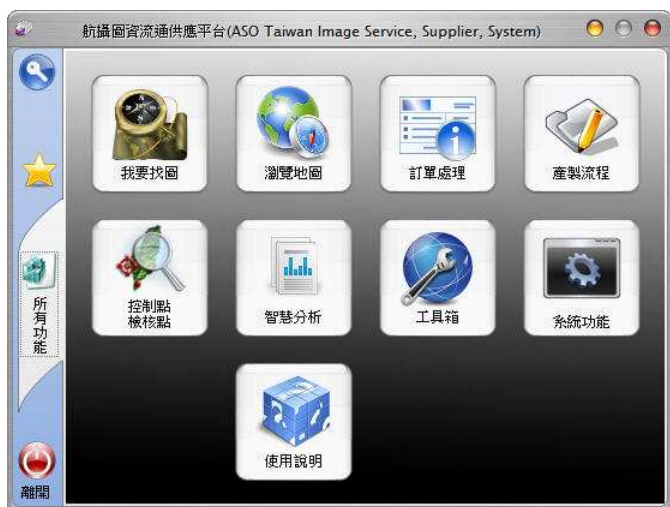 航攝圖資流通供應平台(ASO Taiwan Image Service, Supplier, System)
我要找圖
瀏覽地圖
訂單處理
產製流程
控制點
檢核點
智慧分析
工具箱
系統功能
使用說明
所有功能
離開